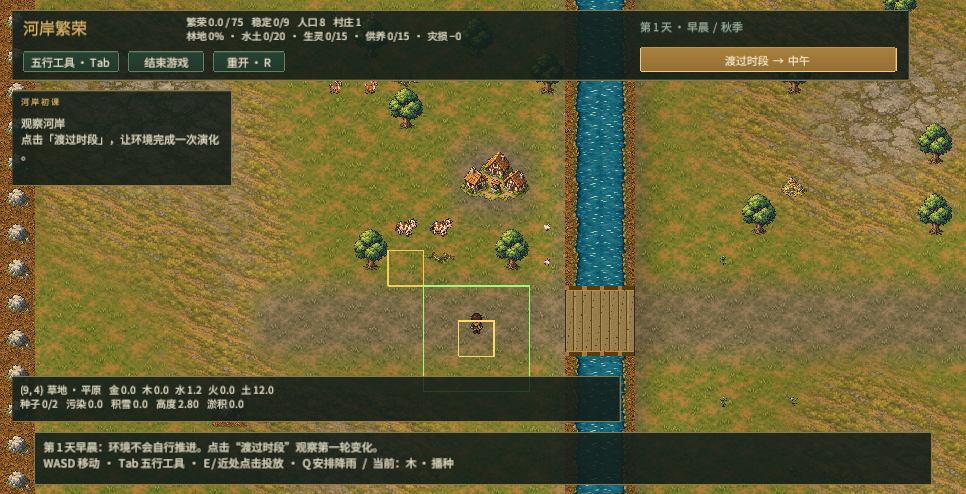 河岸繁荣
繁荣 0.0 / 75 稳定 0/9 人口 8 村庄 1
林地 0% · 水土 0/20 · 生灵 0/15 · 供养 0/15 · 灾损 −0
五行工具 · Tab
结束游戏
重开 · R
第 1 天 · 早晨 / 秋季
渡过时段 → 中午
河岸初课
观察河岸
点击「渡过时段」，让环境完成一次演化
。
(9, 4) 草地 · 平原 金 0.0 木 0.0 水 1.2 火 0.0 土 12.0
种子 0/2 污染 0.0 积雪 0.0 高度 2.80 淤积 0.0
第 1 天早晨：环境不会自行推进。点击“渡过时段”观察第一轮变化。
WASD 移动 · Tab 五行工具 · E / 近处点击投放 · Q 安排降雨 / 当前：木 · 播种